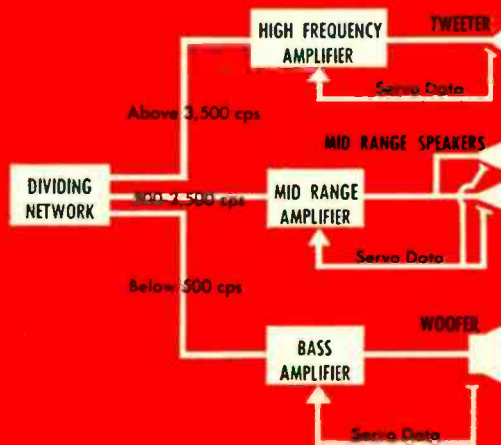 HIGH FREQUENCY
AMPLIFIER
TWEETER
Servo Data
Above 3,500 cps
MID RANGE SPEAKERS
DIVIDING
NETWORK
cps
MID RANGE
AMPLIFIER
Servo Data
Below 500 cps
WOOFER
BASS
AMPLIFIER
Servo Data